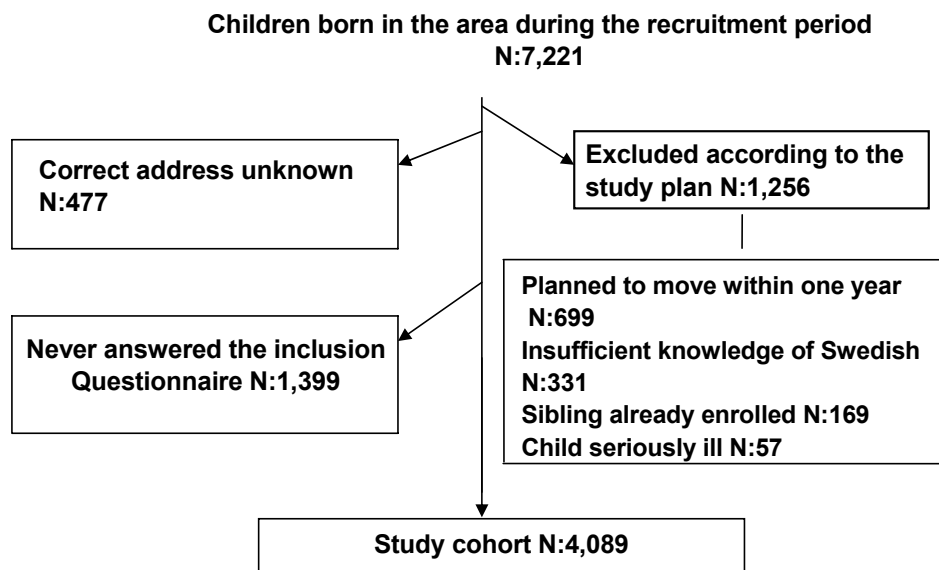 Children born in the area during the recruitment period
N:7,221
Correct address unknown
N:477
Excluded according to the
study plan N:1,256
Planned to move within one year
N:699
Insufficient knowledge of Swedish
N:331
Sibling already enrolled N:169
Child seriously ill N:57
Never answered the inclusion
Questionnaire N:1,399
Study cohort N:4,089